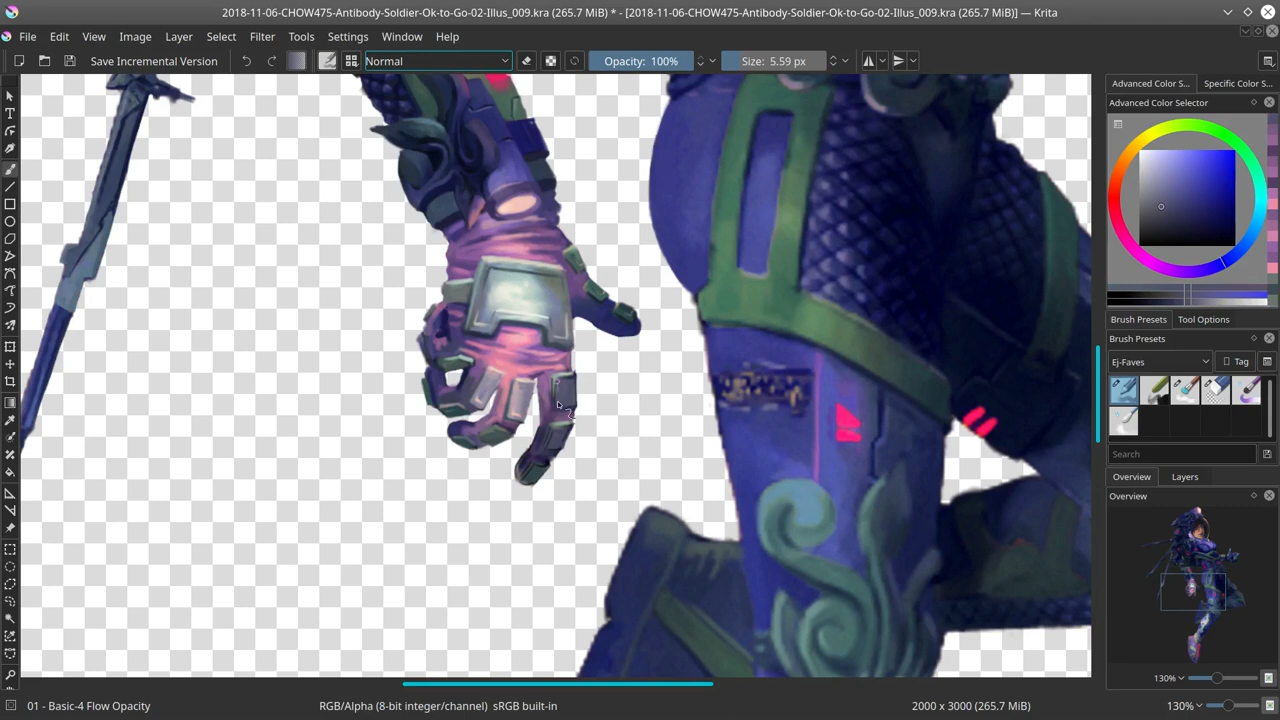 2018-11-06-CHOW475-Antibody-Soldier-Ok-to-Go-02-Illus_009.kra (265.7 MiB) * - [2018-11-06-CHOW475-Antibody-Soldier-Ok-to-Go-02-Illus_009.kra (265.7 MiB)] — Krita
File Edit View Image Layer Select Filter Tools Settings Window Help
Save Incremental Version Normal Opacity: 100% Size: 5.59 px
Advanced Color S... Specific Color S...
Advanced Color Selector
Brush Presets Tool Options
Brush Presets
Ej-Faves Tag
Search
Overview Layers
Overview
130%
01 - Basic-4 Flow Opacity RGB/Alpha (8-bit integer/channel) sRGB built-in 2000 x 3000 (265.7 MiB) 130%